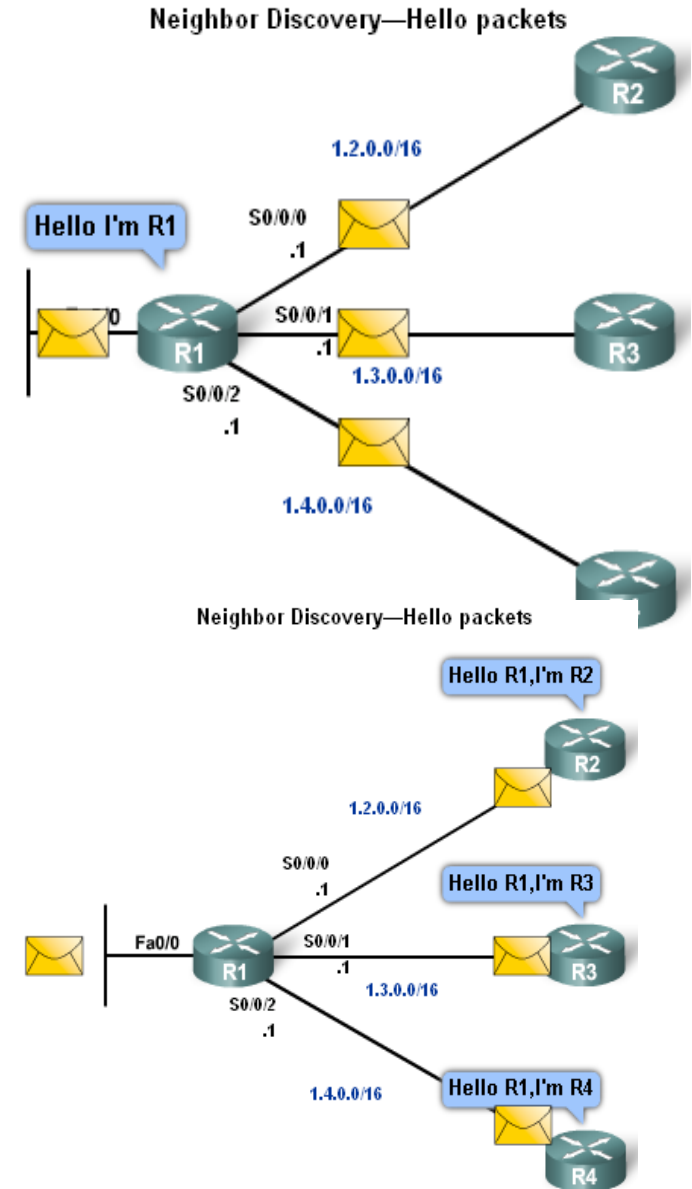 Neighbor Discovery—Hello packets
R2
1.2.0.0/16
Hello I'm R1
S0/0/0
.1
S0/0/1
R1
.1
R3
1.3.0.0/16
S0/0/2
.1
1.4.0.0/16
Neighbor Discovery—Hello packets
Hello R1,I'm R2
R2
1.2.0.0/16
S0/0/0
.1
Hello R1,I'm R3
Fa0/0
S0/0/1
R1
.1
R3
1.3.0.0/16
S0/0/2
.1
1.4.0.0/16
Hello R1,I'm R4
R4